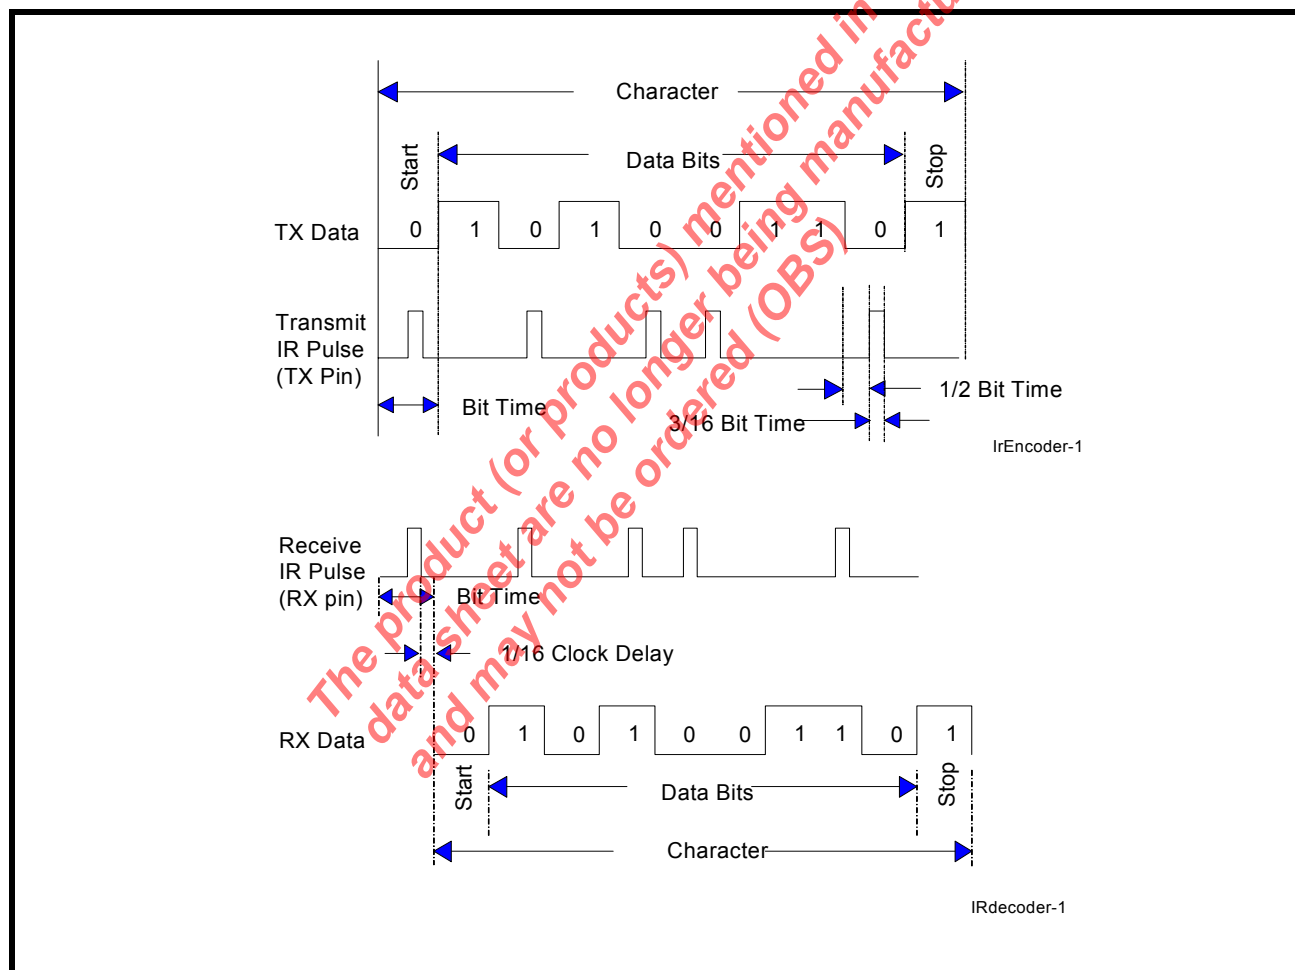 Character
Start
Data Bits
Stop
TX Data
0 1 0 1 0 0 1 1 0 1
Transmit
IR Pulse
(TX Pin)
Bit Time
1/2 Bit Time
3/16 Bit Time
IrEncoder-1
Receive
IR Pulse
(RX pin)
Bit Time
1/16 Clock Delay
RX Data
0 1 0 1 0 0 1 1 0 1
Start
Data Bits
Stop
Character
IRdecoder-1
The product (or products) mentioned in
data sheet are no longer being
and may not be ordered (OBS)